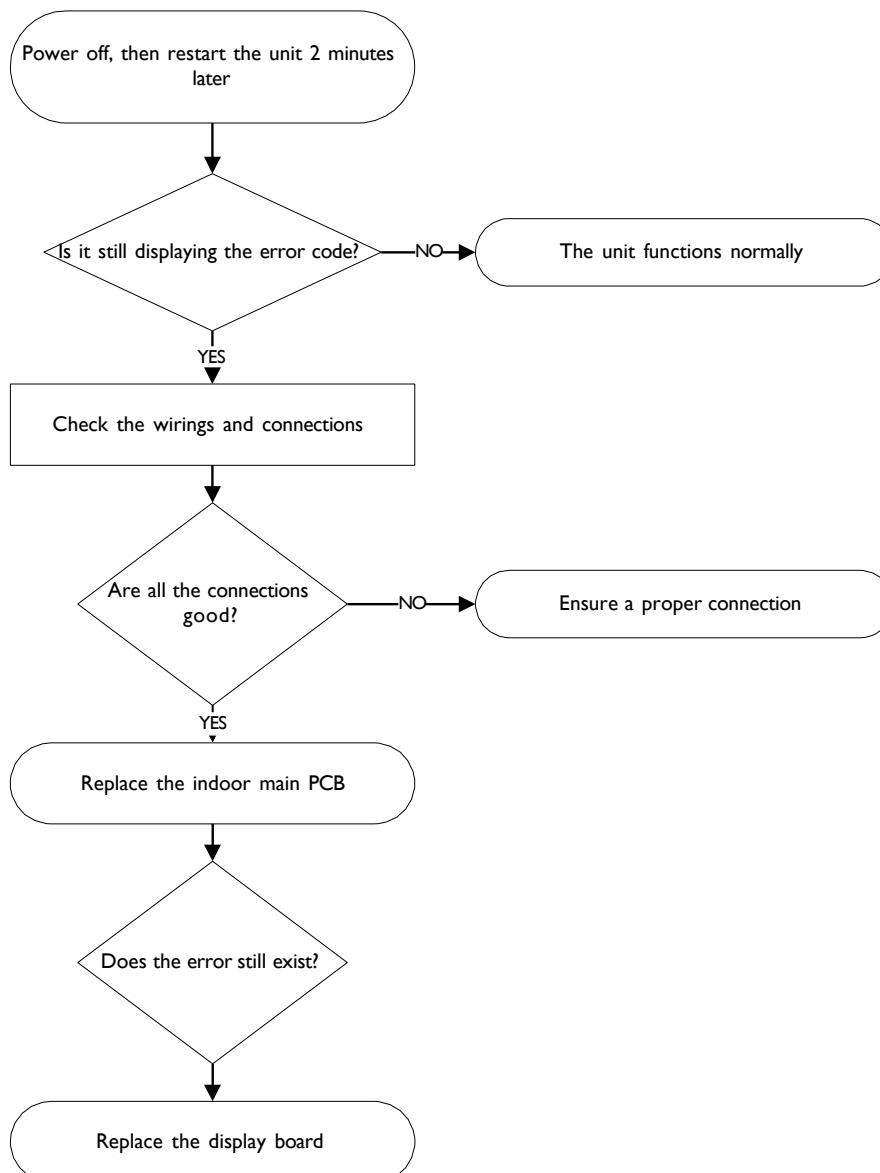 Power off, then restart the unit 2 minutes
later
Is it still displaying the error code?
NO
The unit functions normally
YES
Check the wirings and connections
Are all the connections
good?
NO
Ensure a proper connection
YES
Replace the indoor main PCB
Does the error still exist?
Replace the display board